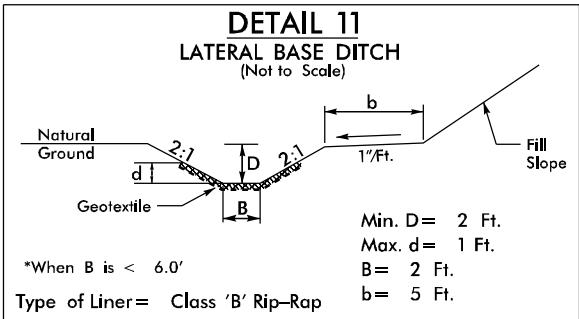 DETAIL 11
LATERAL BASE DITCH
(Not to Scale)
b
Natural
Ground
2:1
D
2:1
1"/Ft.
Fill
Slope
d
Geotextile
B
Min. D= 2 Ft.
Max. d= 1 Ft.
*When B is < 6.0'
B= 2 Ft.
Type of Liner= Class 'B' Rip-Rap
b= 5 Ft.